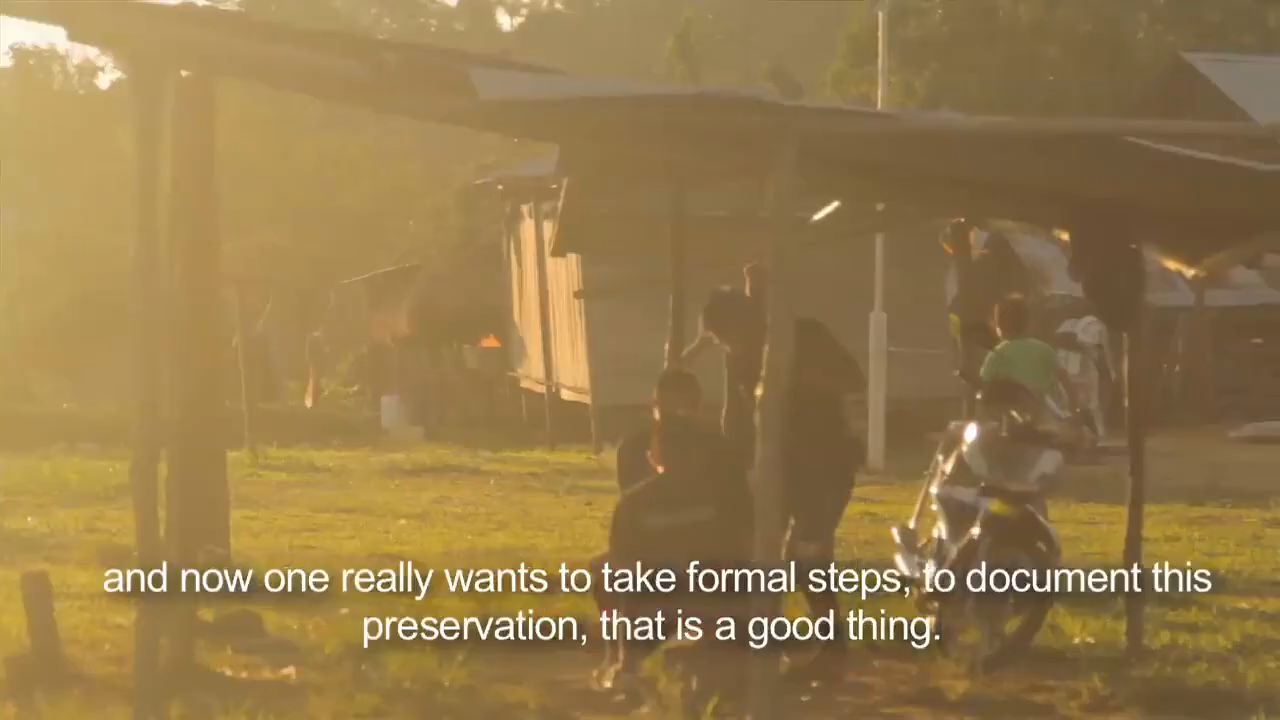 and now one really wants to take formal steps, to document this
preservation, that is a good thing.